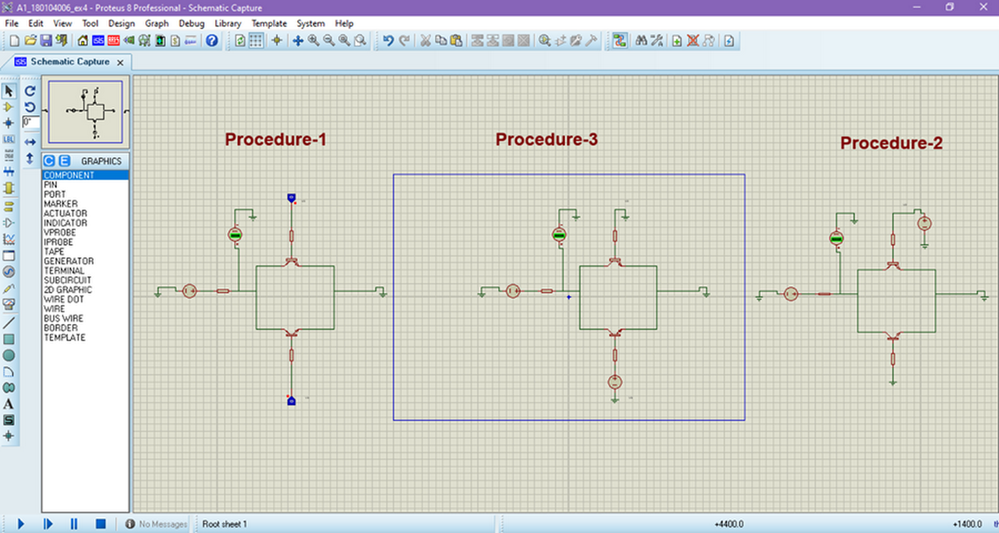 A1_180104006_ex4 - Proteus 8 Professional - Schematic Capture
File Edit View Tool Design Graph Debug Library Template System Help
Schematic Capture
0°
C E GRAPHICS
COMPONENT
PIN
PORT
MARKER
ACTUATOR
INDICATOR
VPROBE
IPROBE
TAPE
GENERATOR
TERMINAL
SUBCIRCUIT
2D GRAPHIC
WIRE DOT
WIRE
BUS WIRE
BORDER
TEMPLATE
LBL
A
S
Procedure-1
Procedure-3
Procedure-2
No Messages
Root sheet 1
+4400.0
+1400.0
th